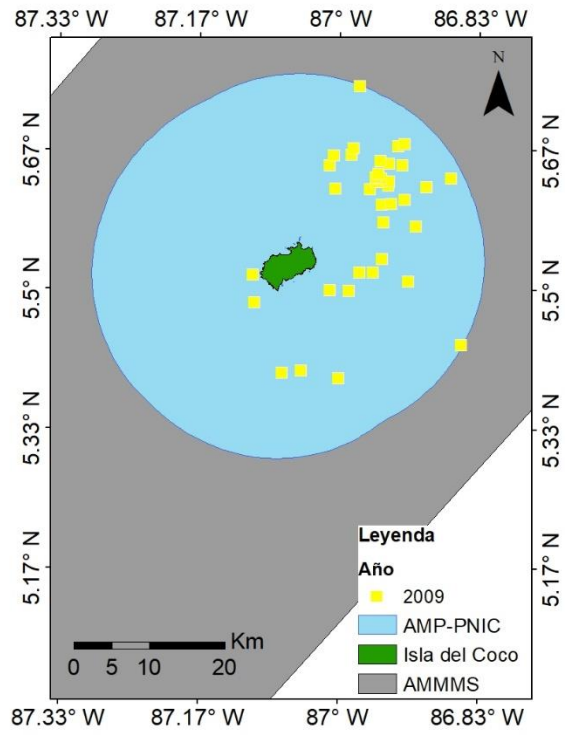 87.33° W 87.17° W 87° W 86.83° W
N
5.67° N 5.67° N
5.5° N 5.5° N
5.33° N 5.33° N
5.17° N 5.17° N
Leyenda
Año
2009
AMP-PNIC
Isla del Coco
AMMMS
Km
0 5 10 20
87.33° W 87.17° W 87° W 86.83° W